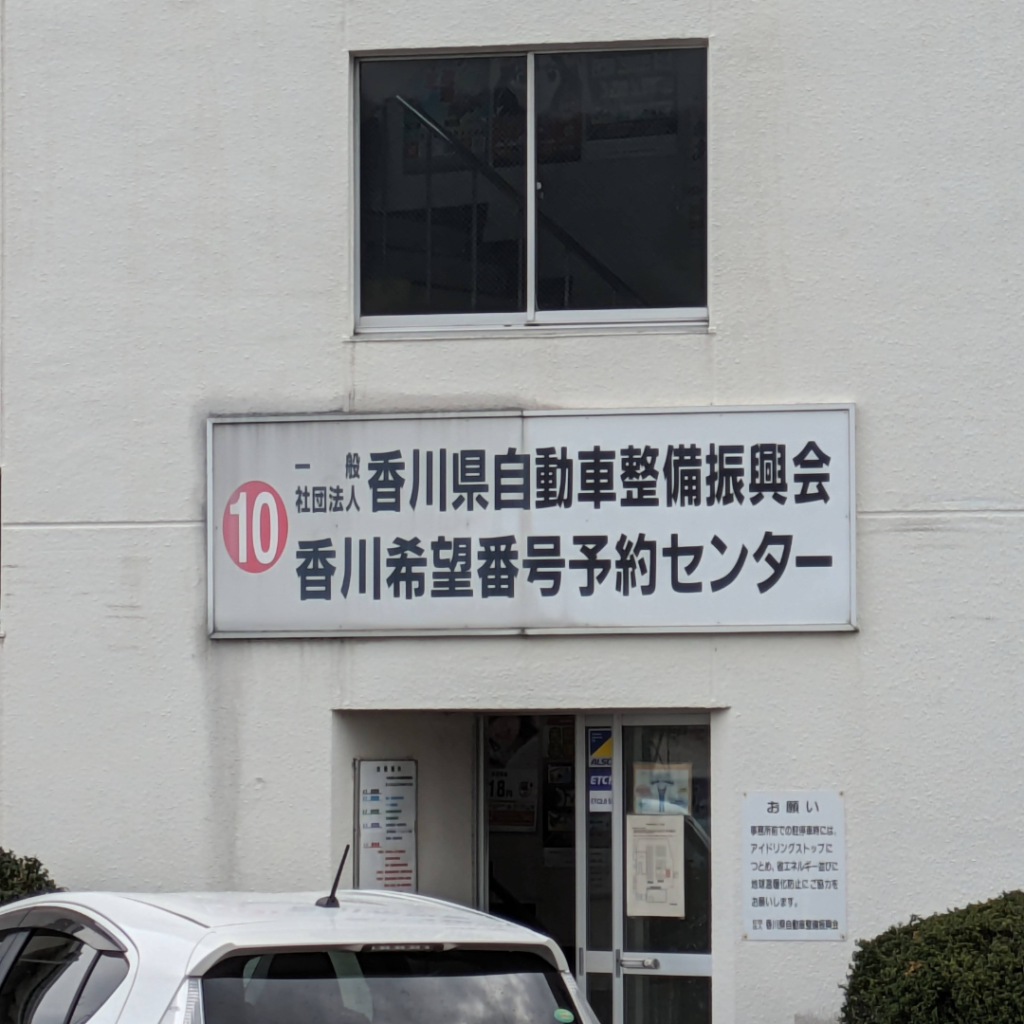 10
一般
社団法人 香川県自動車整備振興会
香川希望番号予約センター
18月
ETC
お願い
事務所前での駐停車時には、
アイドリングストップに
つとめ、省エネルギー並びに
地球温暖化防止にご協力を
お願いします。
香川県自動車整備振興会